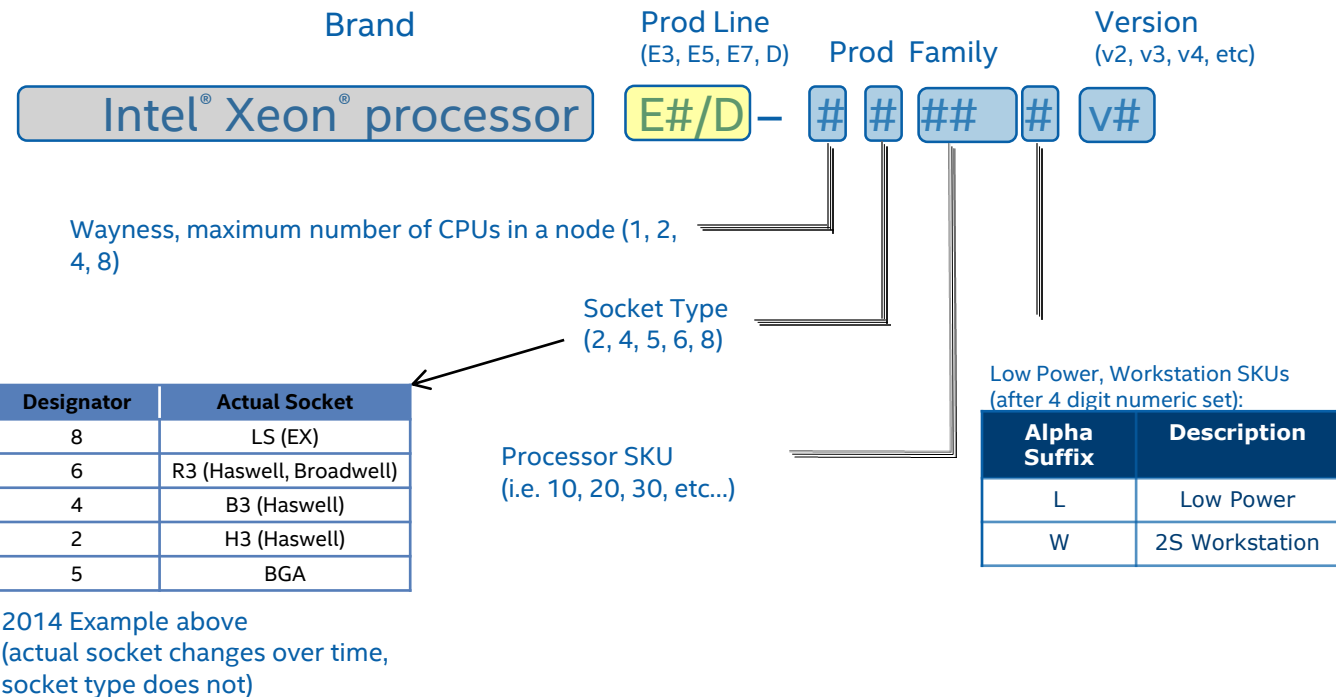 Brand
Prod Line
(E3, E5, E7, D)
Prod Family
Version
(v2, v3, v4, etc)
Intel® Xeon® processor
E#/D
–
#
#
##
#
v#
Wayness, maximum number of CPUs in a node (1, 2,
4, 8)
Socket Type
(2, 4, 5, 6, 8)
Designator Actual Socket
8 LS (EX)
6 R3 (Haswell, Broadwell)
4 B3 (Haswell)
2 H3 (Haswell)
5 BGA
2014 Example above
(actual socket changes over time,
socket type does not)
Processor SKU
(i.e. 10, 20, 30, etc...)
Low Power, Workstation SKUs
(after 4 digit numeric set):
Alpha
Suffix
Description
L Low Power
W 2S Workstation